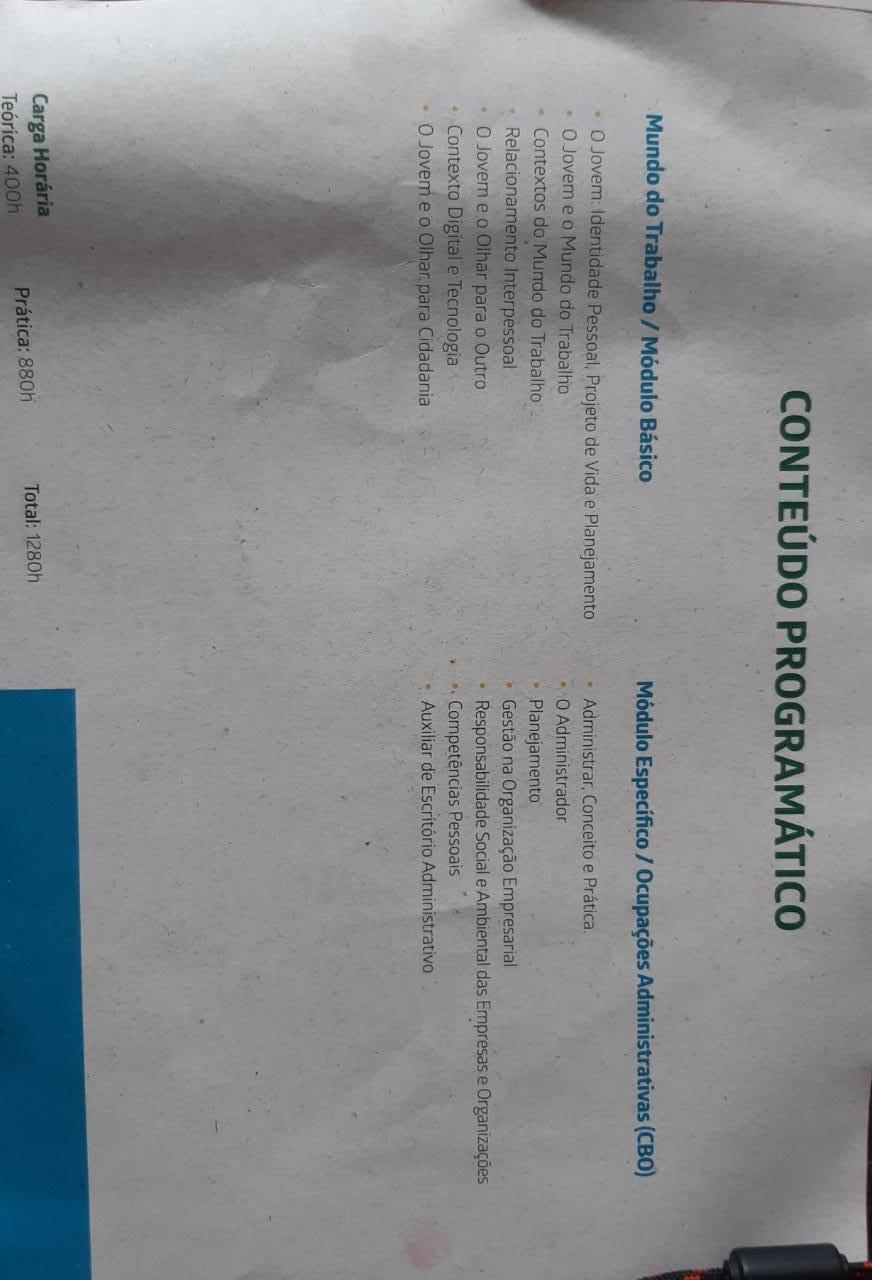 CONTEÚDO PROGRAMÁTICO
Mundo do Trabalho / Módulo Básico
• O Jovem: Identidade Pessoal, Projeto de Vida e Planejamento
• O Jovem e o Mundo do Trabalho
• Contextos do Mundo do Trabalho
• Relacionamento Interpessoal
• O Jovem e o Olhar para o Outro
• Contexto Digital e Tecnologia
• O Jovem e o Olhar para Cidadania
Módulo Específico / Ocupações Administrativas (CBO)
• Administrar, Conceito e Prática.
• O Administrador
• Planejamento
• Gestão na Organização Empresarial
• Responsabilidade Social e Ambiental das Empresas e Organizações
• Competências Pessoais
• Auxiliar de Escritório Administrativo
Carga Horária
Teórica: 400h Prática: 880h Total: 1280h